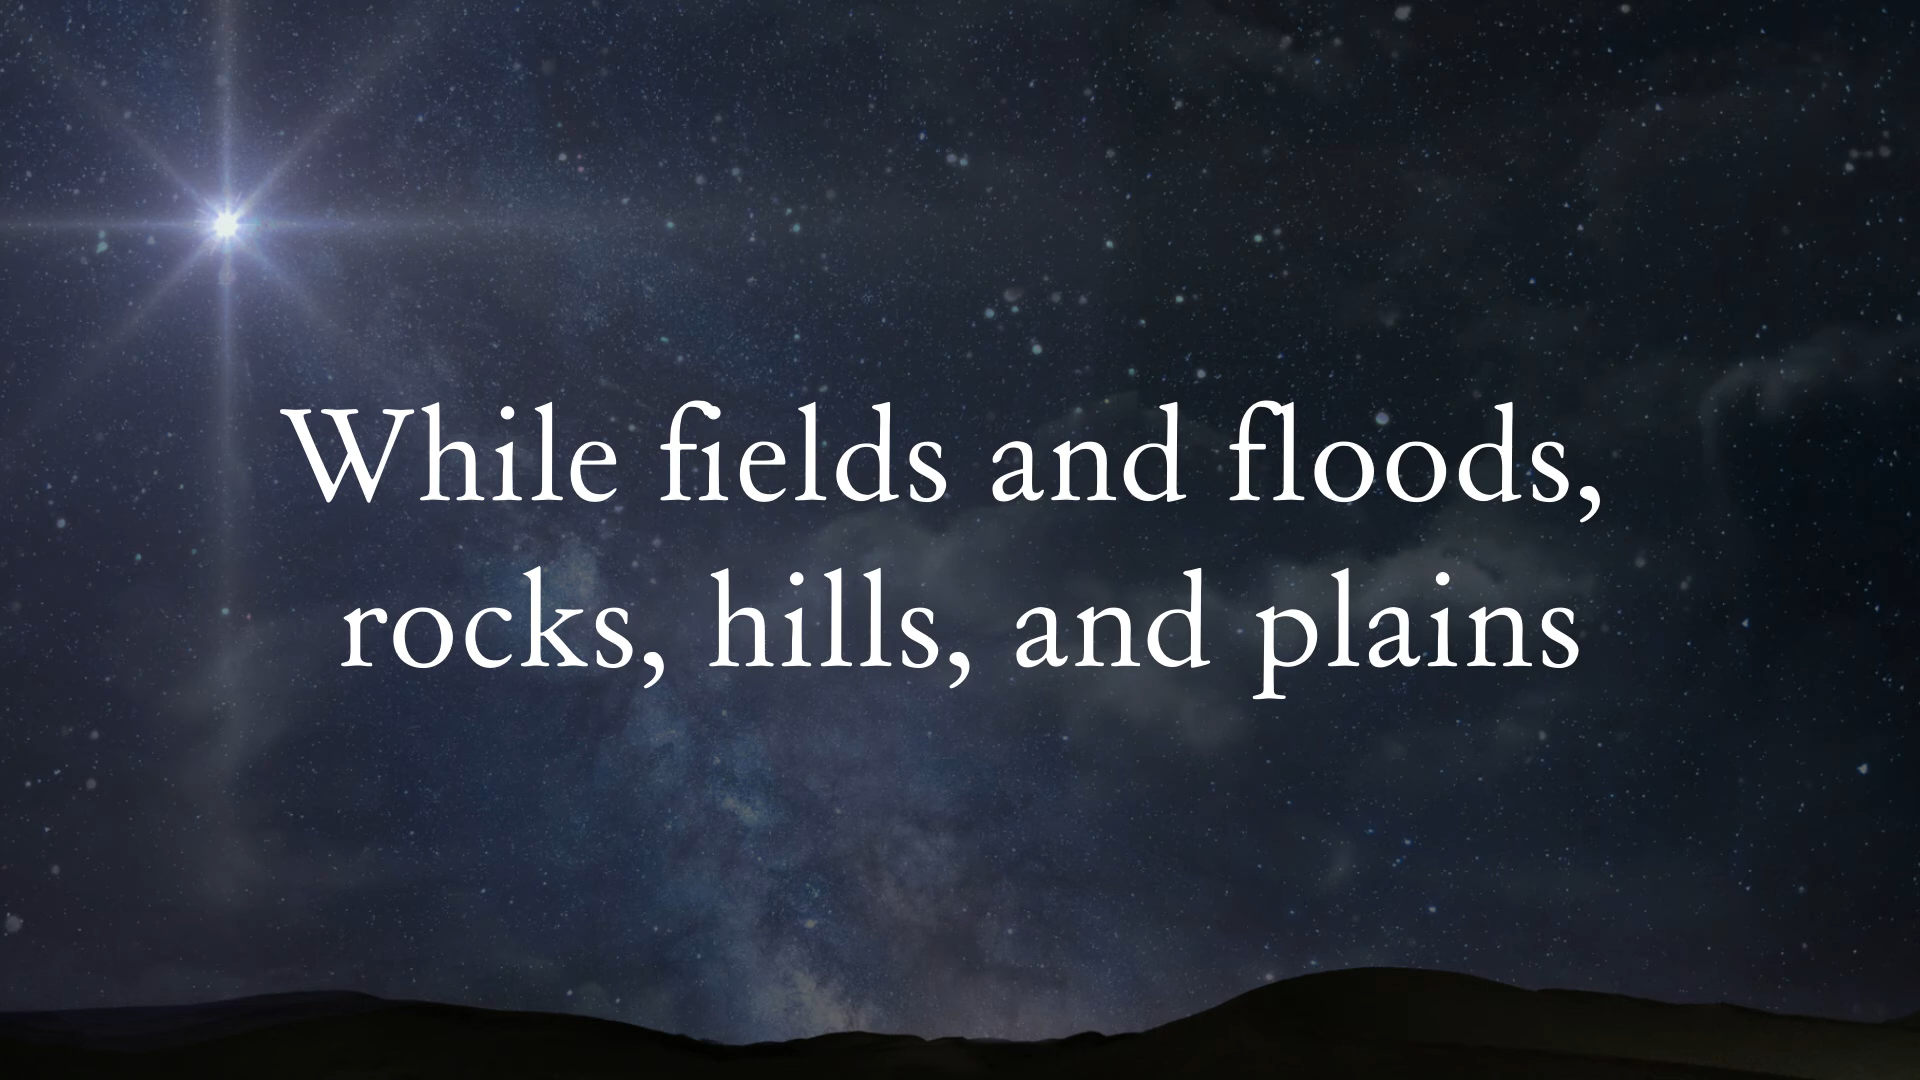 While fields and floods,
rocks, hills, and plains